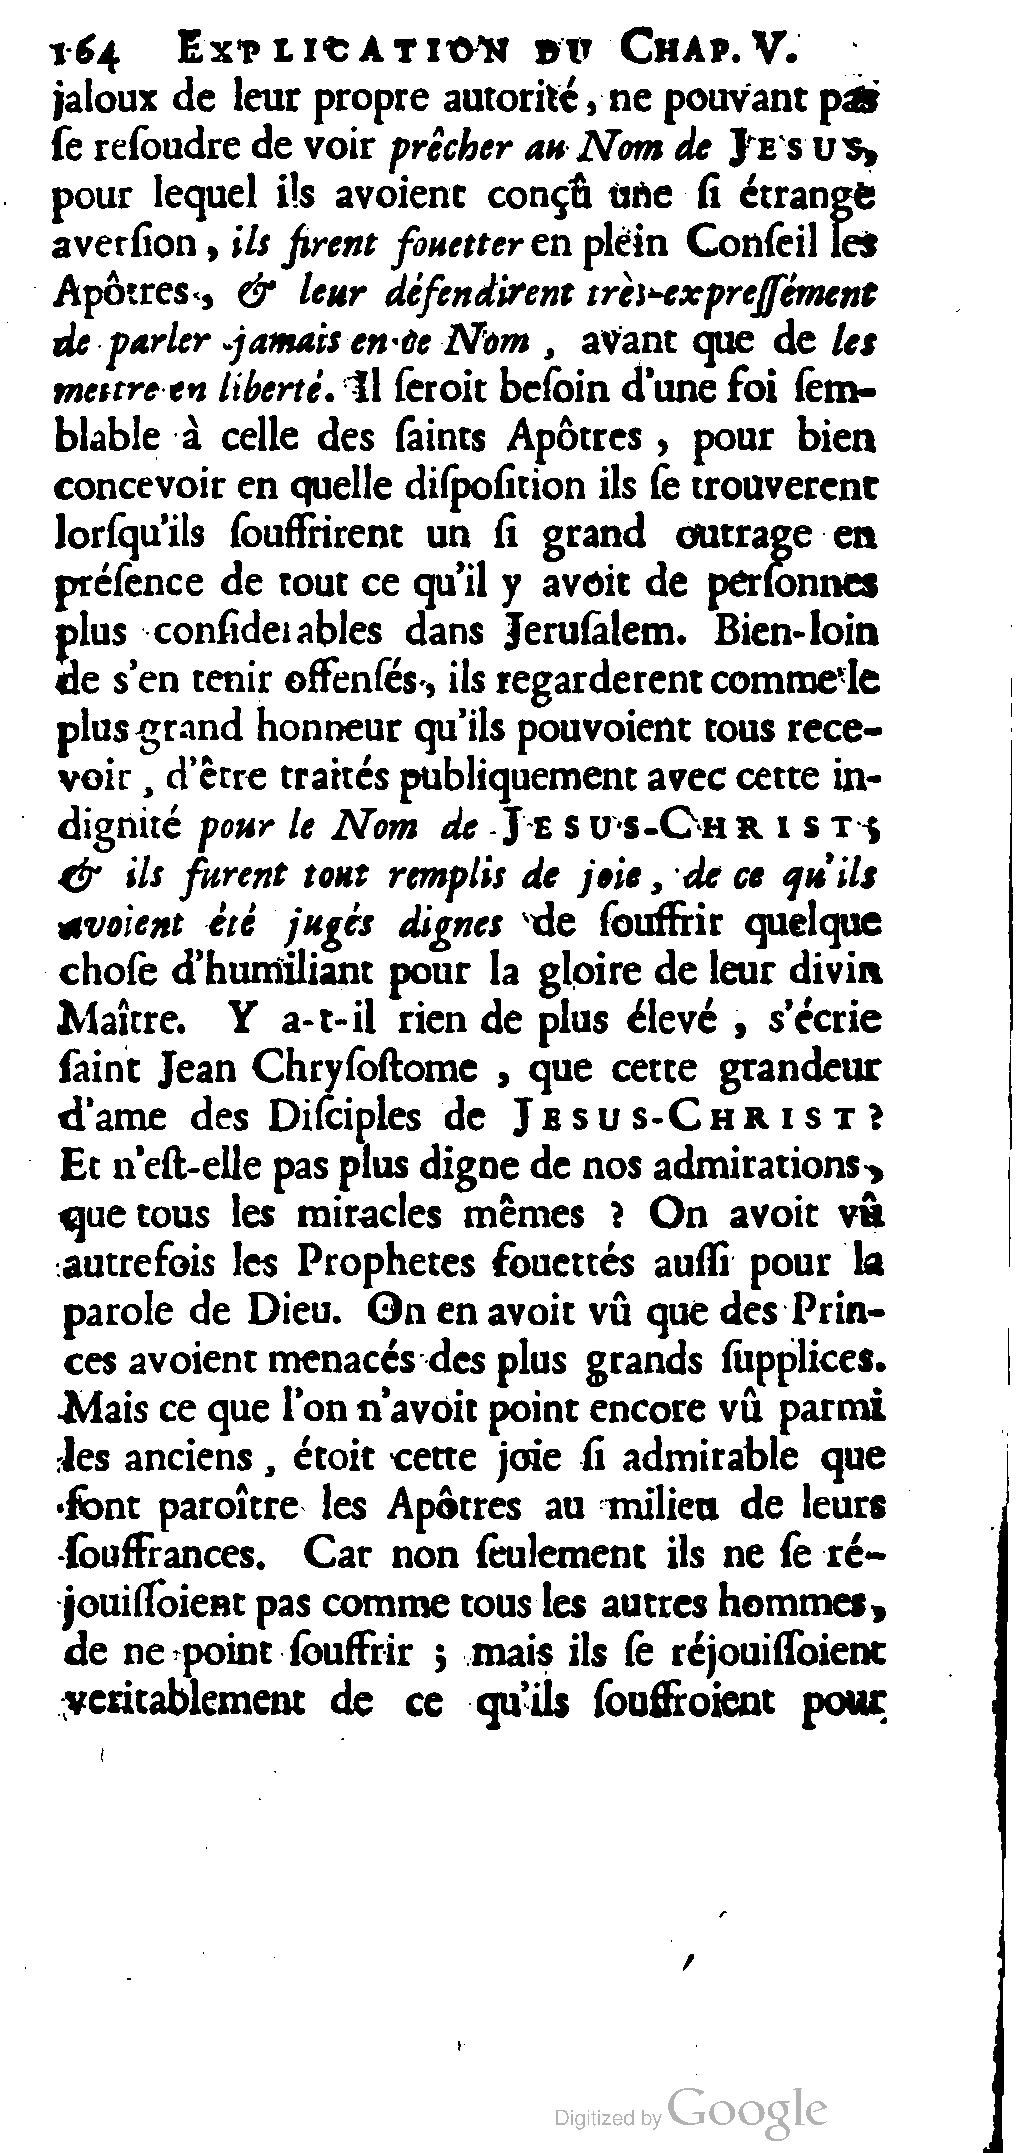 164 EXPLICATION DU CHAP. V.
jaloux de leur propre autorité, ne pouvant pas
ſe reſoudre de voir prêcher au Nom de JESUS,
pour lequel ils avoient conçû une ſi étrange
averſion, ils firent fouetter en plein Conſeil les
Apôtres, & leur défendirent très-expreſſément
de parler jamais en ce Nom, avant que de les
mettre en liberté. Il ſeroit beſoin d'une foi ſem-
blable à celle des ſaints Apôtres, pour bien
concevoir en quelle diſpoſition ils ſe trouverent
lorſqu'ils ſouffrirent un ſi grand outrage en
préſence de tout ce qu'il y avoit de perſonnes
plus conſiderables dans Jeruſalem. Bien-loin
de s'en tenir offenſés, ils regarderent comme le
plus grand honneur qu'ils pouvoient tous rece-
voir, d'être traités publiquement avec cette in-
dignité pour le Nom de JESUS-CHRIST;
& ils furent tout remplis de joie, de ce qu'ils
avoient été jugés dignes de ſouffrir quelque
choſe d'humiliant pour la gloire de leur divin
Maître. Y a-t-il rien de plus élevé, s'écrie
ſaint Jean Chryſoſtome, que cette grandeur
d'ame des Diſciples de JESUS-CHRIST?
Et n'eſt-elle pas plus digne de nos admirations,
que tous les miracles mêmes ? On avoit vû
autrefois les Prophetes fouettés auſſi pour la
parole de Dieu. On en avoit vû que des Prin-
ces avoient menacés des plus grands ſupplices.
Mais ce que l'on n'avoit point encore vû parmi
les anciens, étoit cette joie ſi admirable que
font paroître les Apôtres au milieu de leurs
ſouffrances. Car non ſeulement ils ne ſe ré-
jouiſſoient pas comme tous les autres hommes,
de ne point ſouffrir ; mais ils ſe réjouiſſoient
veritablement de ce qu'ils ſouffroient pour
Digitized by Google